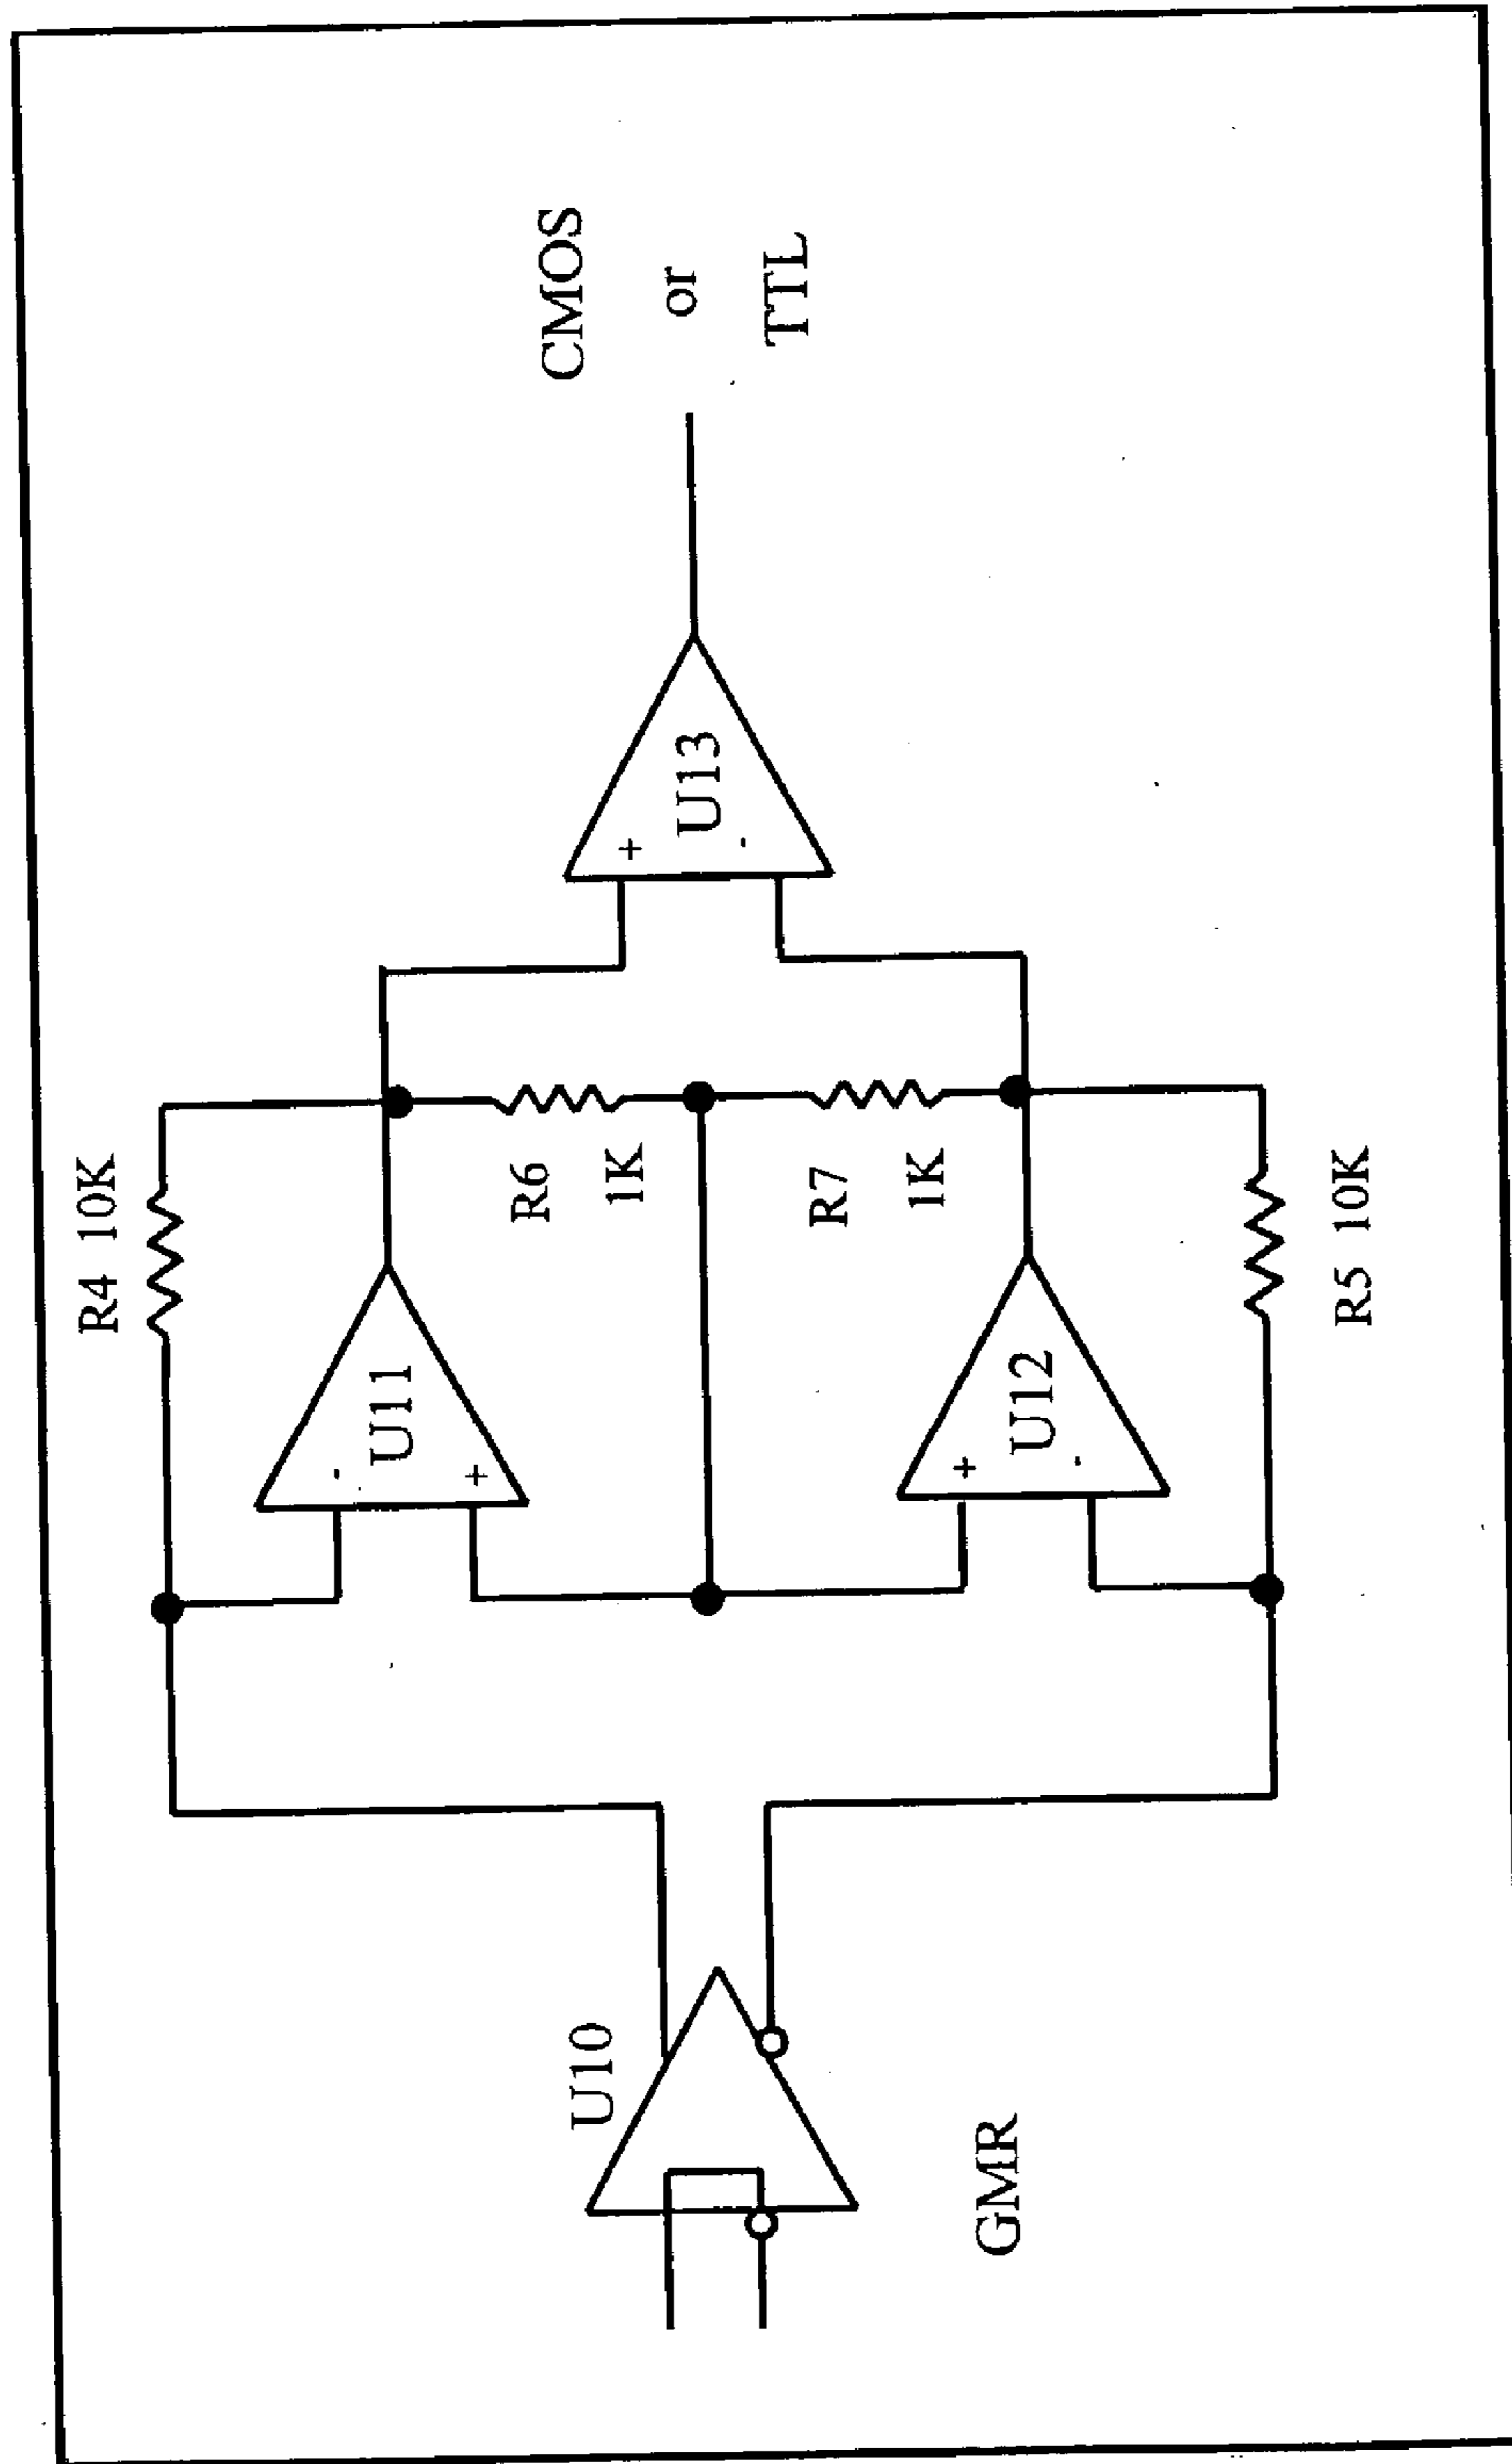 R4 10K
U11
-
+
R6
1K
R7
1K
U12
+
-
R5 10K
U13
+
-
U10
GMR
CMOS
or
TTL